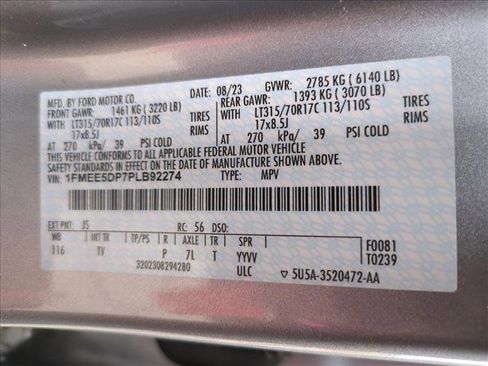 MFD. BY FORD MOTOR CO.
DATE: 08/23 GVWR: 2785 KG ( 6140 LB)
FRONT GAWR: 1461 KG ( 3220 LB) REAR GAWR: 1393 KG ( 3070 LB)
WITH LT315/70R17C 113/110S TIRES WITH LT315/70R17C 113/110S TIRES
17x8.5J RIMS 17x8.5J RIMS
AT 270 kPa/ 39 PSI COLD AT 270 kPa/ 39 PSI COLD
THIS VEHICLE CONFORMS TO ALL APPLICABLE FEDERAL MOTOR VEHICLE
SAFETY STANDARDS IN EFFECT ON THE DATE OF MANUFACTURE SHOWN ABOVE.
VIN: 1FMEE5DP7PLB92274 TYPE: MPV
EXT PNT: J5 RC: 56 DSO: F0081
WB INT TR TP/PS R AXLE TR SPR T0239
116 TV P 7L T YYVV
3202308294280 ULC 5U5A-3520472-AA